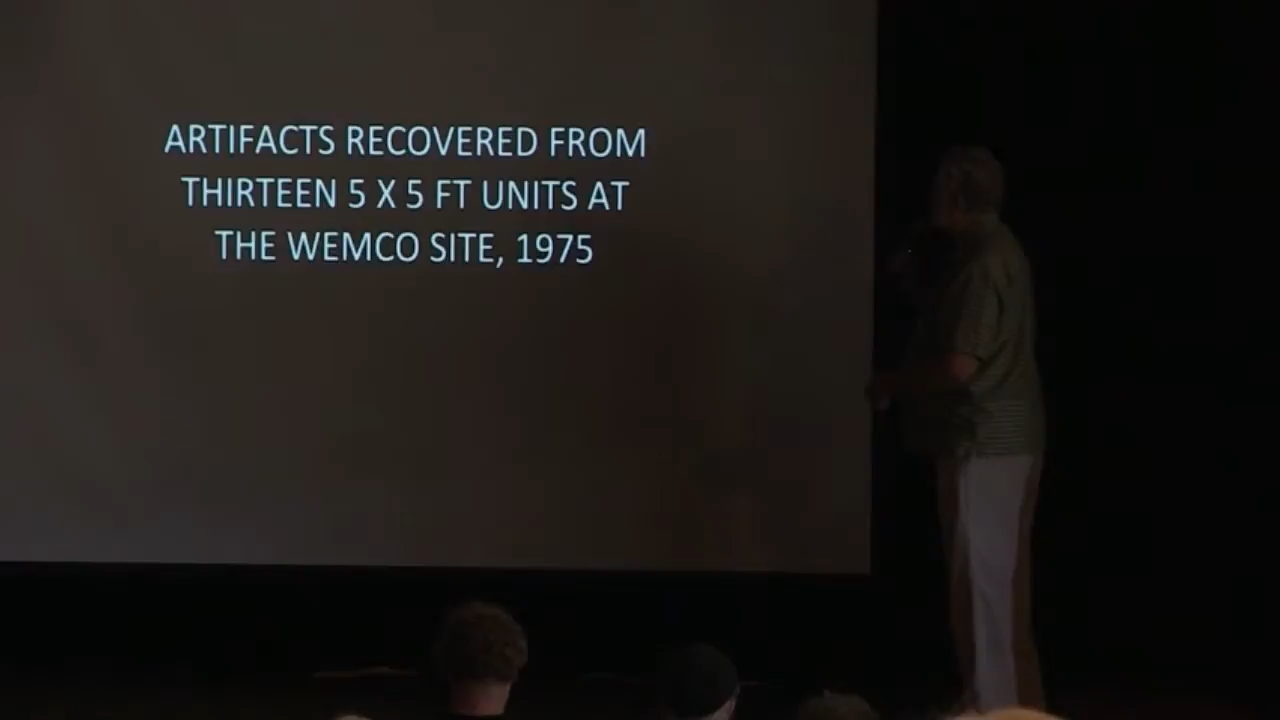 ARTIFACTS RECOVERED FROM
THIRTEEN 5 X 5 FT UNITS AT
THE WEMCO SITE, 1975